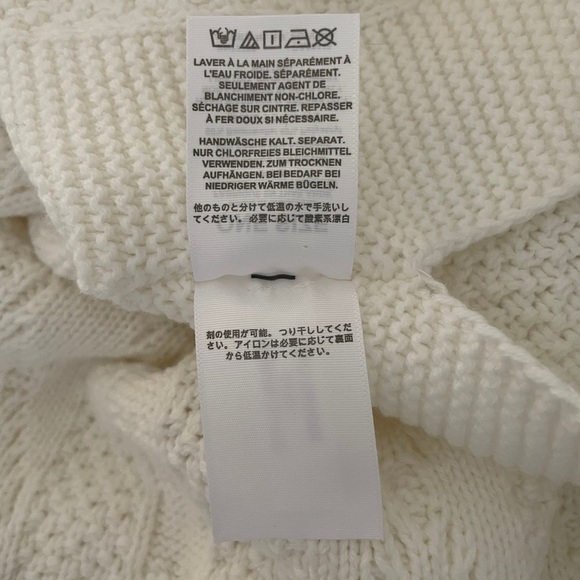 LAVER À LA MAIN SÉPARÉMENT À
L'EAU FROIDE. SÉPARÉMENT.
SEULEMENT AGENT DE
BLANCHIMENT NON-CHLORE.
SÉCHAGE SUR CINTRE. REPASSER
À FER DOUX SI NÉCESSAIRE.
HANDWÄSCHE KALT. SEPARAT.
NUR CHLORFREIES BLEICHMITTEL
VERWENDEN. ZUM TROCKNEN
AUFHÄNGEN. BEI BEDARF BEI
NIEDRIGER WÄRME BÜGELN.
他のものと分けて低温の水で手洗いし
てください。必要に応じて酸素系漂白
ONE SIZE
剤の使用が可能。つり干ししてくだ
さい。アイロンは必要に応じて裏面
から低温かけてください。